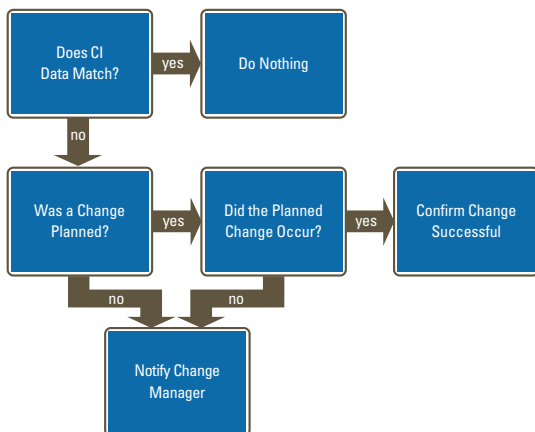 Does CI
Data Match?
yes
Do Nothing
no
Was a Change
Planned?
yes
Did the Planned
Change Occur?
yes
Confirm Change
Successful
no
no
Notify Change
Manager